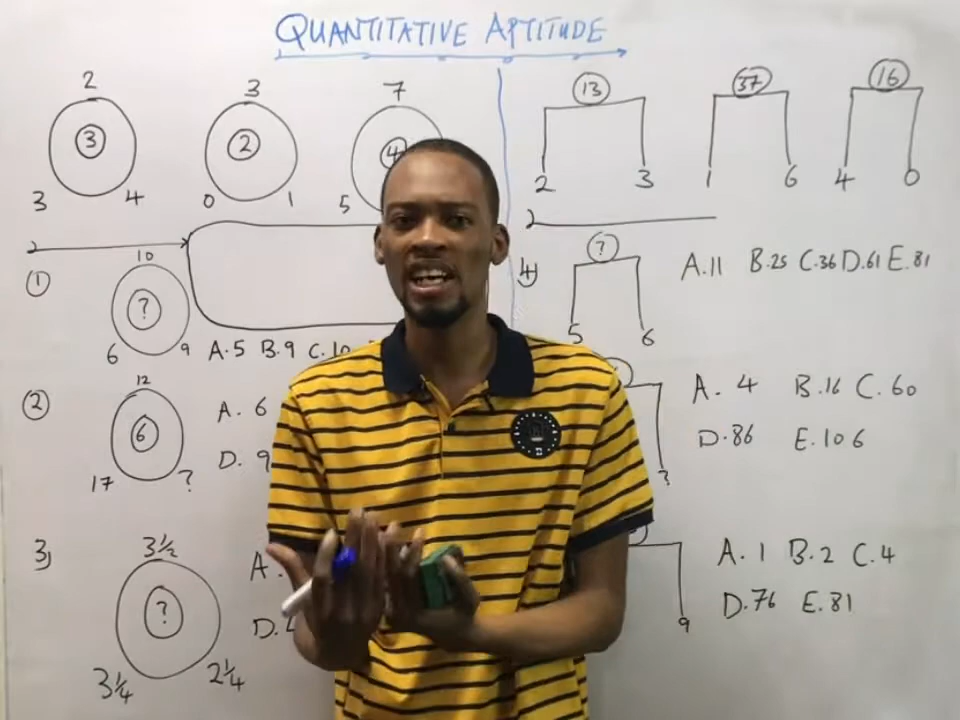 QUANTITATIVE APTITUDE
2 3 7 13 37 16
3 2 4
3 4 0 1 5 2 3 1 6 4 0
1 10 ? 4) ? A.11 B.25 C.36 D.61 E.81
?
6 9 A.5 B.9 C.10 5 6
2 12 A. 4 B.16 C.60
6 A. 6 D.86 E.106
17 ? D. 9 ?
3) 3½ A. A.1 B.2 C.4
? D.76 E.81
3¼ 2¼ D. 9